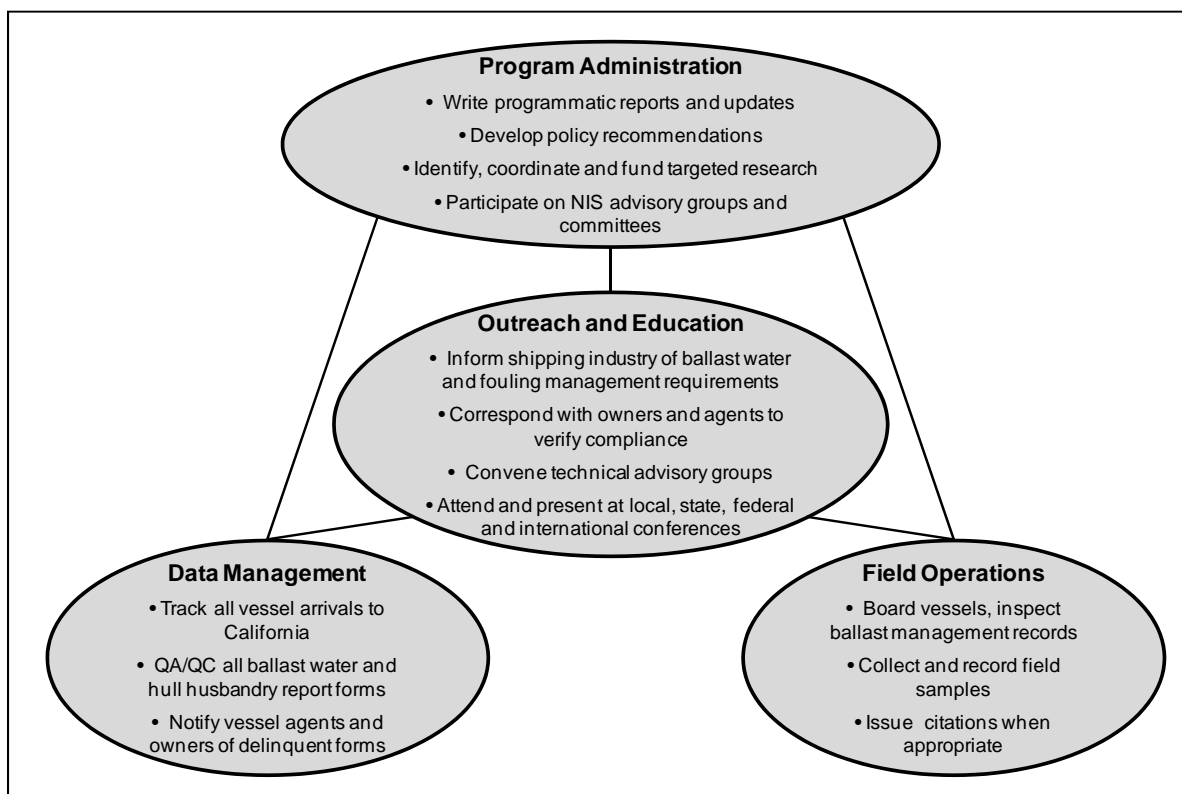 Program Administration
• Write programmatic reports and updates
• Develop policy recommendations
• Identify, coordinate and fund targeted research
• Participate on NIS advisory groups and
committees
Outreach and Education
• Inform shipping industry of ballast water
and fouling management requirements
• Correspond with owners and agents to
verify compliance
• Convene technical advisory groups
• Attend and present at local, state, federal
and international conferences
Data Management
• Track all vessel arrivals to
California
• QA/QC all ballast water and
hull husbandry report forms
• Notify vessel agents and
owners of delinquent forms
Field Operations
• Board vessels, inspect
ballast management records
• Collect and record field
samples
• Issue citations when
appropriate